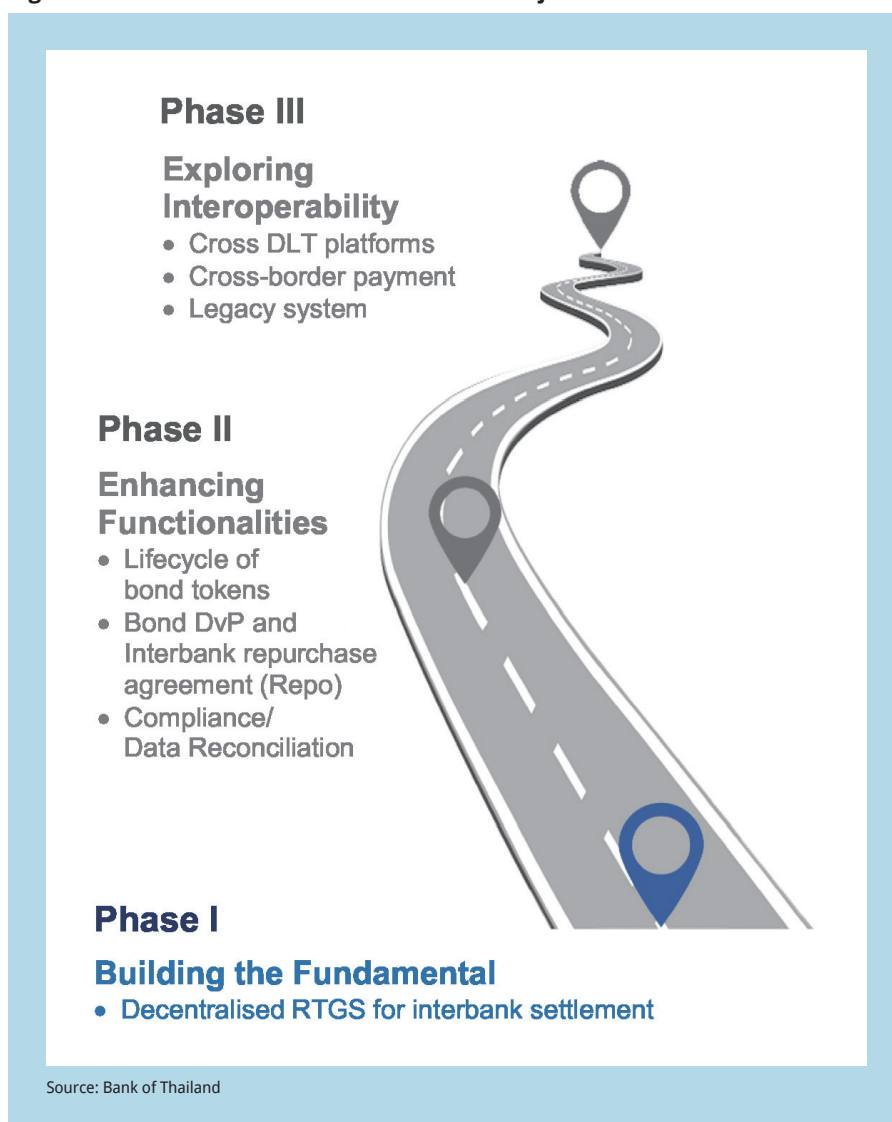 Phase III
Exploring
Interoperability
• Cross DLT platforms
• Cross-border payment
• Legacy system
Phase II
Enhancing
Functionalities
• Lifecycle of
bond tokens
• Bond DvP and
Interbank repurchase
agreement (Repo)
• Compliance/
Data Reconciliation
Phase I
Building the Fundamental
• Decentralised RTGS for interbank settlement
Source: Bank of Thailand